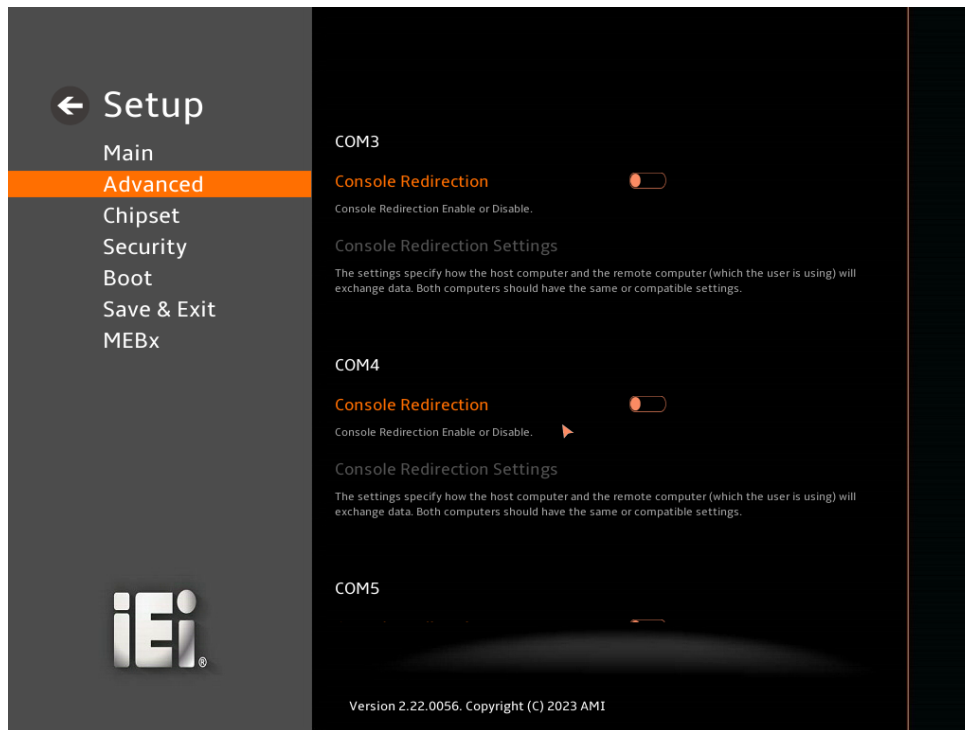 Setup
Main
Advanced
Chipset
Security
Boot
Save & Exit
MEBx
iEi®
COM3
Console Redirection
Console Redirection Enable or Disable.
Console Redirection Settings
The settings specify how the host computer and the remote computer (which the user is using) will
exchange data. Both computers should have the same or compatible settings.
COM4
Console Redirection
Console Redirection Enable or Disable.
Console Redirection Settings
The settings specify how the host computer and the remote computer (which the user is using) will
exchange data. Both computers should have the same or compatible settings.
COM5
Version 2.22.0056. Copyright (C) 2023 AMI